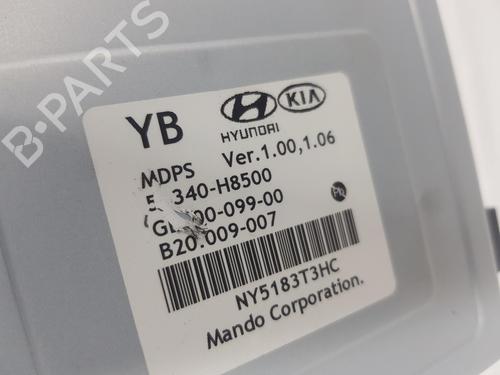 YB
HYUNDAI
KIA
MDPS Ver.1.00,1.06
340-H8500
00-099-00
B20.009-007
Pb
NY5183T3HC
Mando Corporation.
B-PARTS